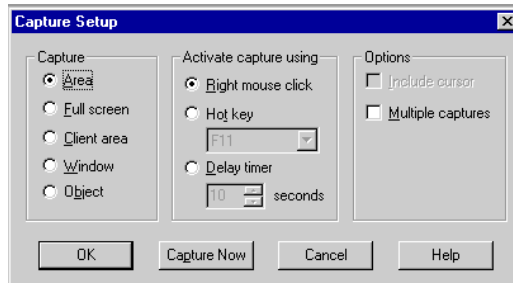 Capture Setup
Capture
Area
Full screen
Client area
Window
Object
Activate capture using
Right mouse click
Hot key
F11
Delay timer
10 seconds
Options
Include cursor
Multiple captures
OK
Capture Now
Cancel
Help